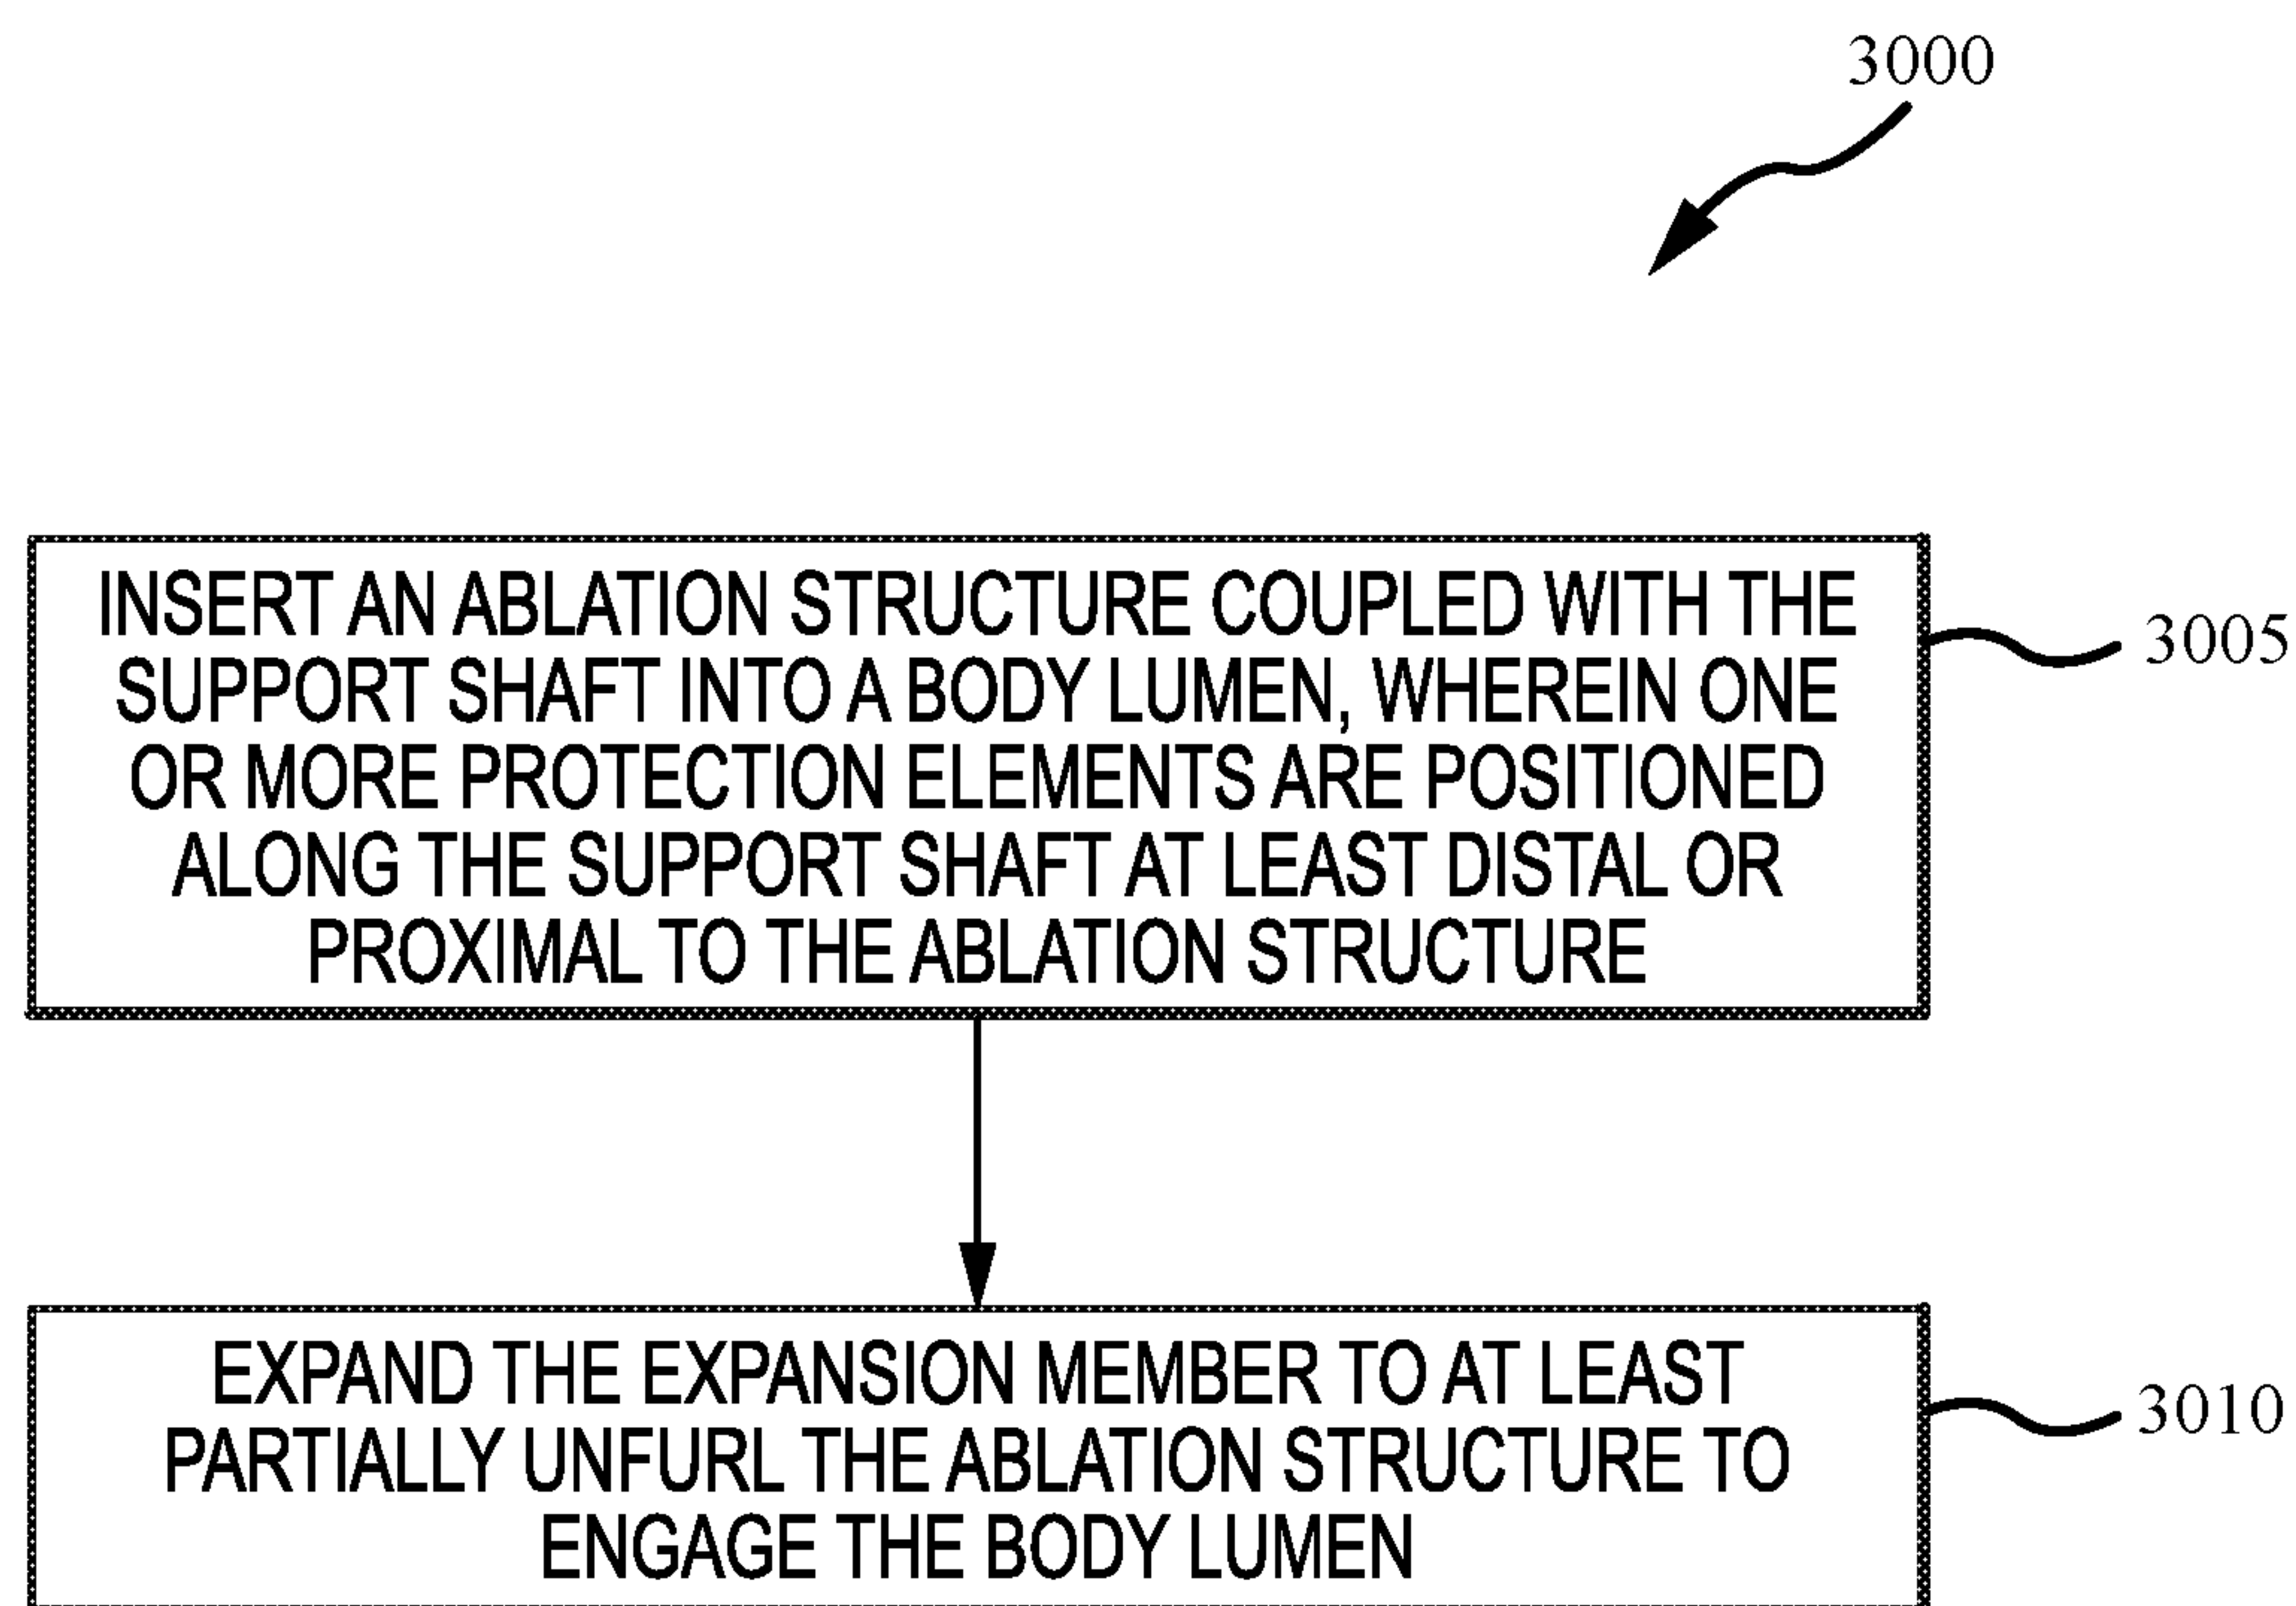 3000
INSERT AN ABLATION STRUCTURE COUPLED WITH THE
SUPPORT SHAFT INTO A BODY LUMEN, WHEREIN ONE
OR MORE PROTECTION ELEMENTS ARE POSITIONED
ALONG THE SUPPORT SHAFT AT LEAST DISTAL OR
PROXIMAL TO THE ABLATION STRUCTURE
3005
EXPAND THE EXPANSION MEMBER TO AT LEAST
PARTIALLY UNFURL THE ABLATION STRUCTURE TO
ENGAGE THE BODY LUMEN
3010